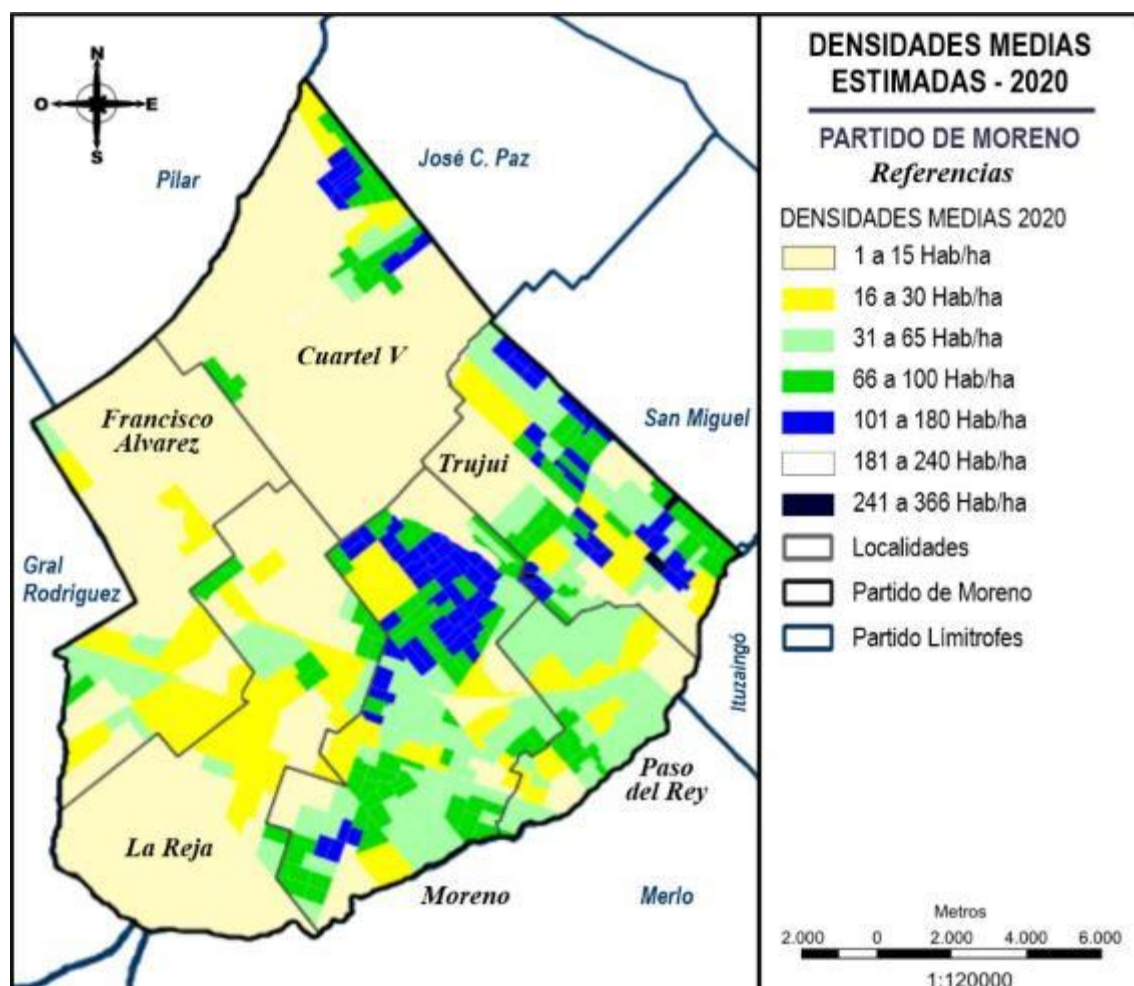 DENSIDADES MEDIAS
ESTIMADAS - 2020
PARTIDO DE MORENO
Referencias
DENSIDADES MEDIAS 2020
1 a 15 Hab/ha
16 a 30 Hab/ha
31 a 65 Hab/ha
66 a 100 Hab/ha
101 a 180 Hab/ha
181 a 240 Hab/ha
241 a 366 Hab/ha
Localidades
Partido de Moreno
Partido Límitrofes
Metros
2.000 0 2.000 4.000 6.000
1:120000
N
O E
S
Pilar
José C. Paz
Cuartel V
San Miguel
Francisco
Alvarez
Trujui
Gral
Rodriguez
Ituzaingó
Paso
del Rey
La Reja
Moreno
Merlo